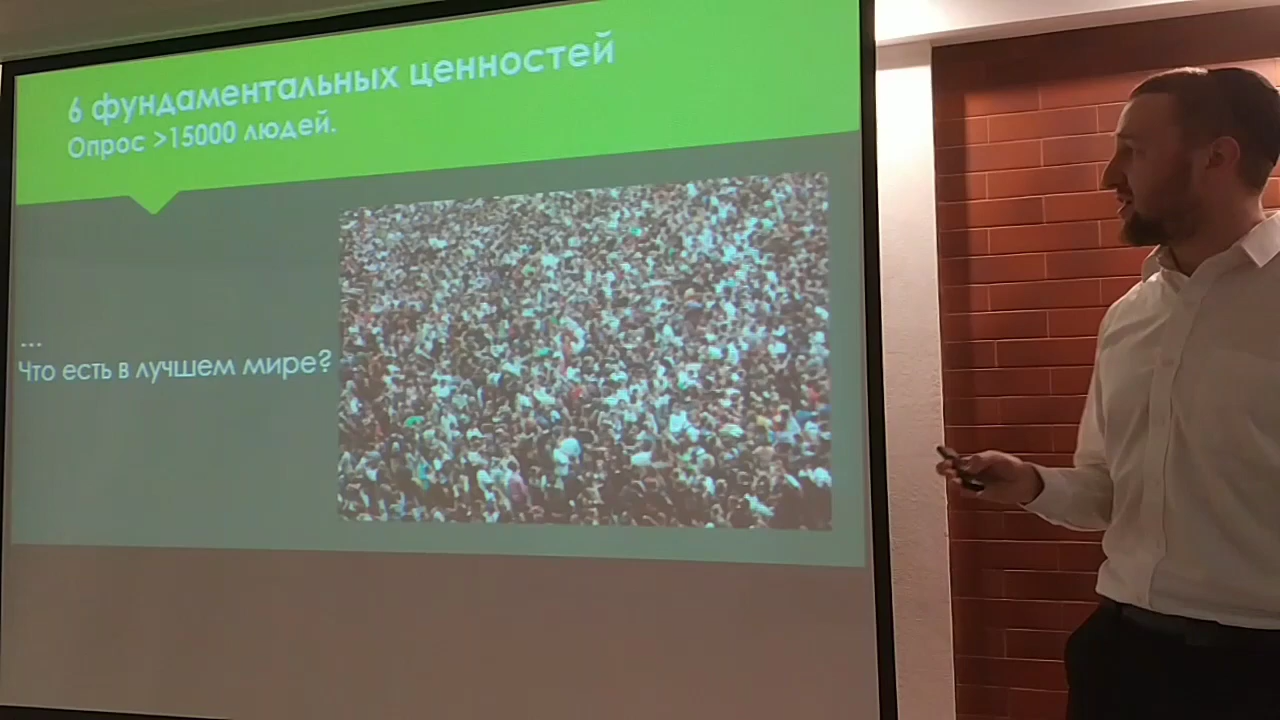 6 фундаментальных ценностей
Опрос >15000 людей.
...
Что есть в лучшем мире?